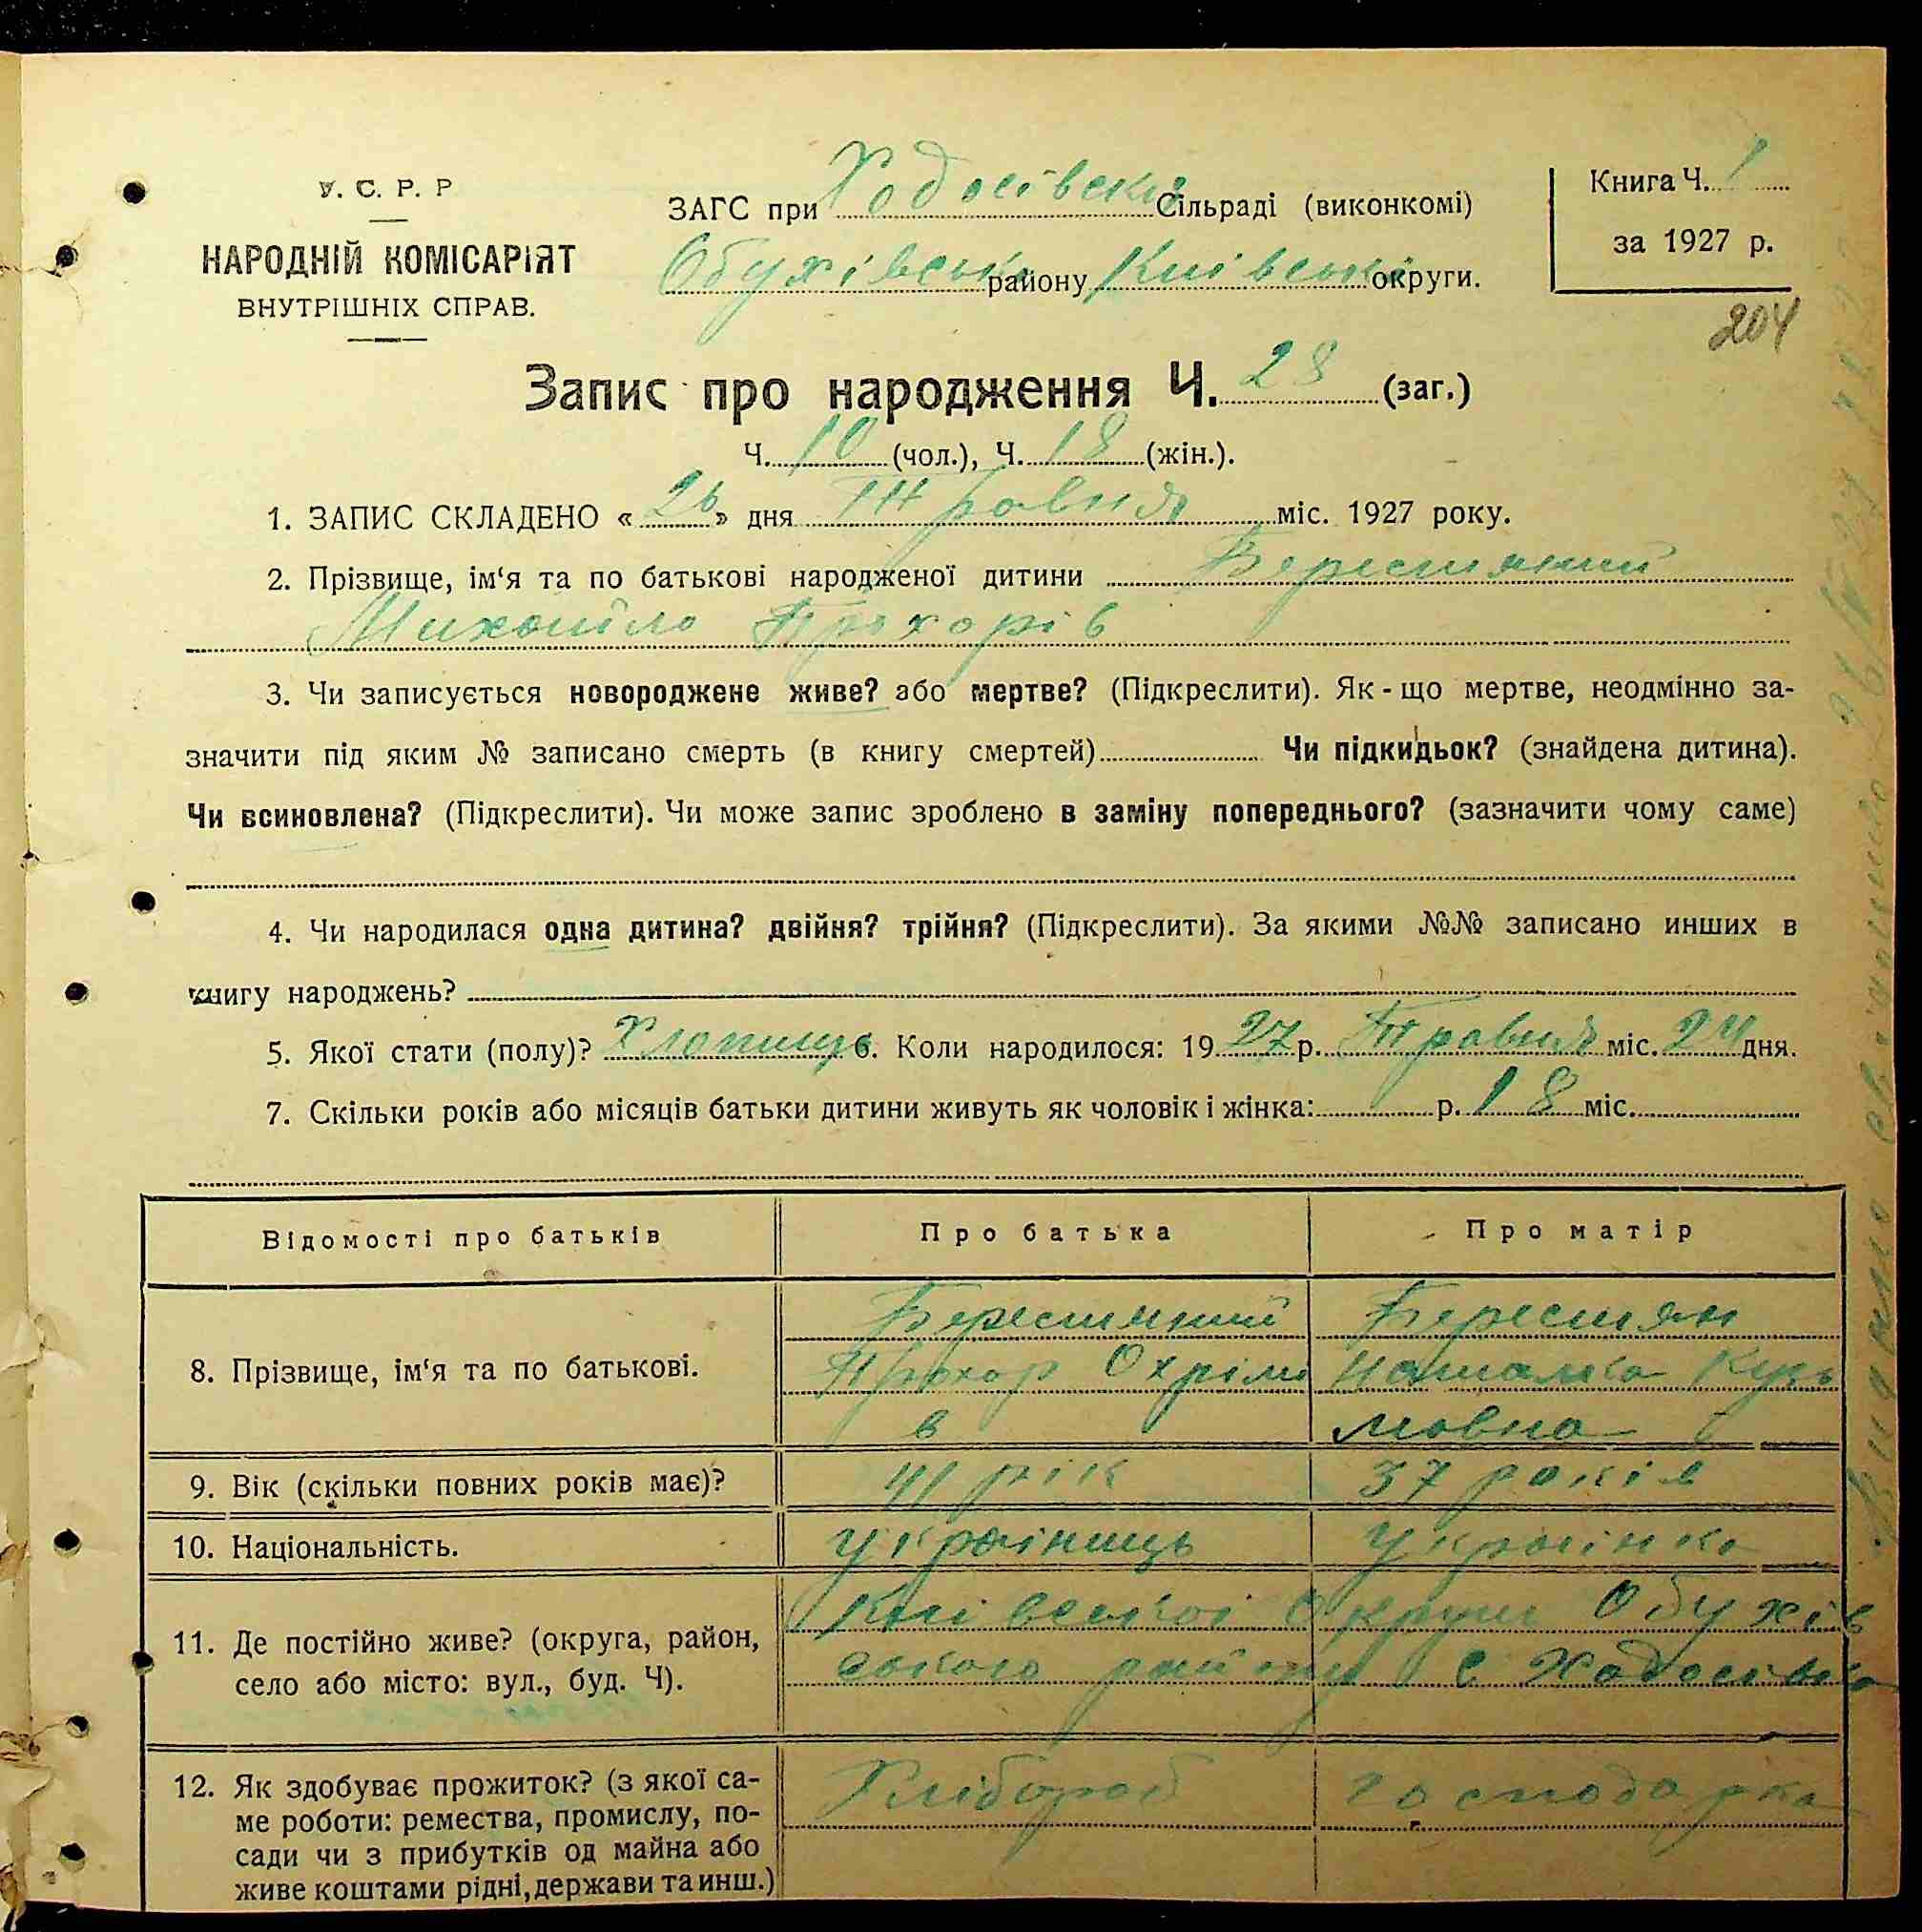 У. С. Р. Р
НАРОДНІЙ КОМІСАРІЯТ
ВНУТРІШНІХ СПРАВ.
ЗАГС при Ходосівські Сільраді (виконкомі)
Обухівськ району Київської округи.
Книга Ч. 1
за 1927 р.
204
Запис про народження Ч. 28 (заг.)
Ч. 10 (чол.), Ч. 18 (жін.).
1. ЗАПИС СКЛАДЕНО « 26 » дня Травня міс. 1927 року.
2. Прізвище, ім‘я та по батькові народженої дитини Берестяний
Михайло Прохорів
3. Чи записується новороджене живе? або мертве? (Підкреслити). Як-що мертве, неодмінно за-
значити під яким № записано смерть (в книгу смертей) Чи підкидьок? (знайдена дитина).
Чи всиновлена? (Підкреслити). Чи може запис зроблено в заміну попереднього? (зазначити чому саме)
4. Чи народилася одна дитина? двійня? трійня? (Підкреслити). За якими №№ записано инших в
книгу народжень?
5. Якої стати (полу)? Хлопець 6. Коли народилося: 19 27 р. Травня міс. 24 дня.
7. Скільки років або місяців батьки дитини живуть як чоловік і жінка: р. 18 міс.
Відомості про батьків Про батька Про матір
8. Прізвище, ім‘я та по батькові.
Берестяний
Прохор Охрімо
в
Берестян
Наталка Кузь
мовна
9. Вік (скільки повних років має)? 41 рік 37 років
10. Національність. українець українка
11. Де постійно живе? (округа, район,
село або місто: вул., буд. Ч).
Київської Округи Обухів
ського району с Ходосівка
12. Як здобуває прожиток? (з якої са-
ме роботи: ремества, промислу, по-
сади чи з прибутків од майна або
живе коштами рідні, держави та инш.)
Хлібороб господарка